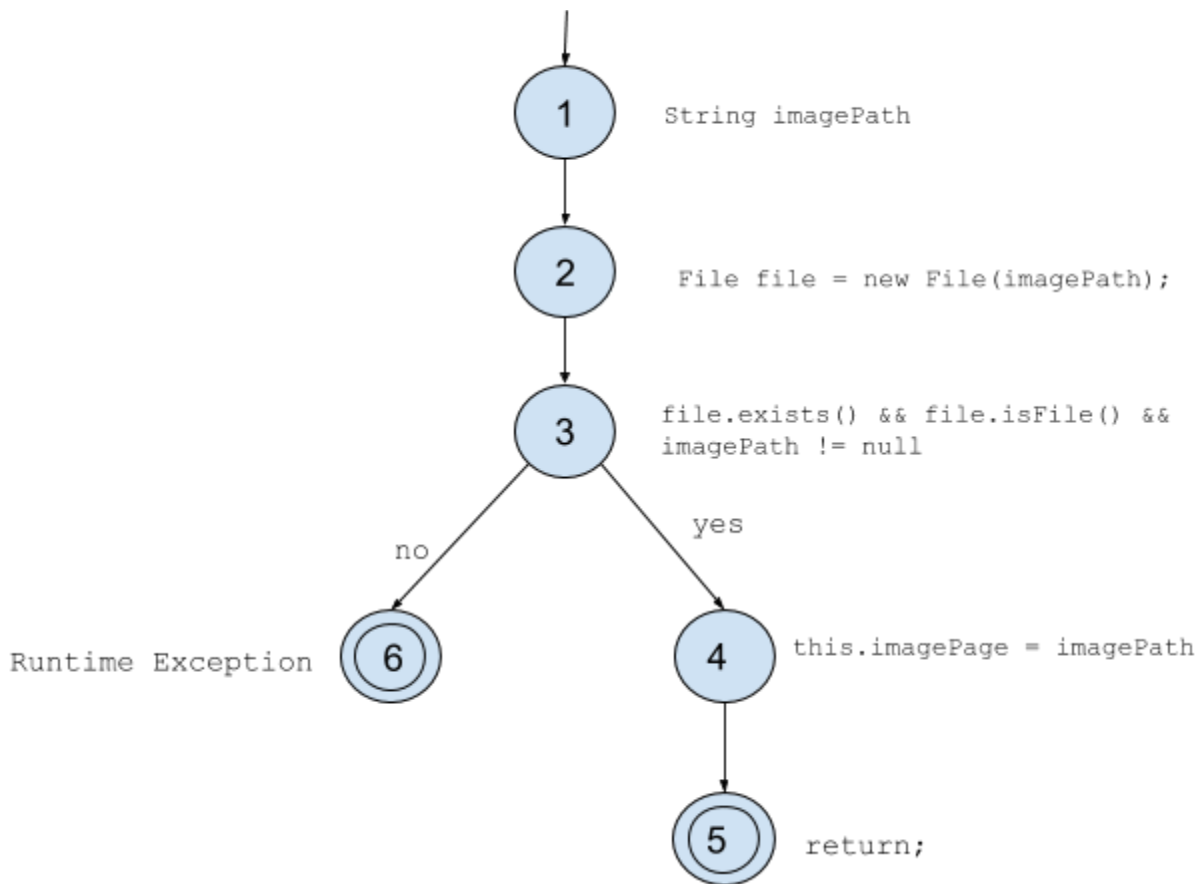 1
String imagePath
2
File file = new File(imagePath);
3
file.exists() && file.isFile() &&
imagePath != null
no
yes
Runtime Exception
6
4
this.imagePage = imagePath
5
return;